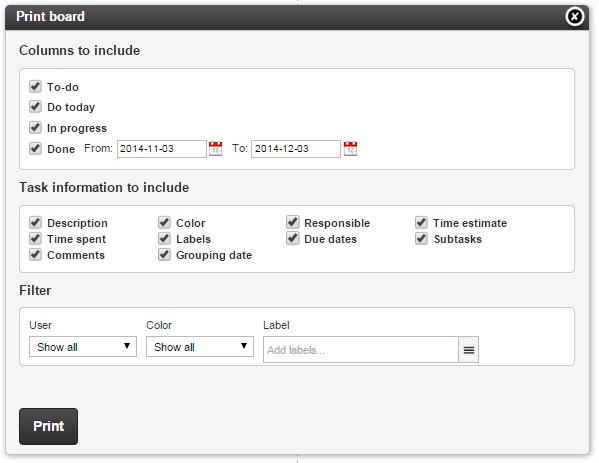 Print board
Columns to include
To-do
Do today
In progress
Done From: 2014-11-03 To: 2014-12-03
Task information to include
Description Color Responsible Time estimate
Time spent Labels Due dates Subtasks
Comments Grouping date
Filter
User Color Label
Show all Show all Add labels...
Print